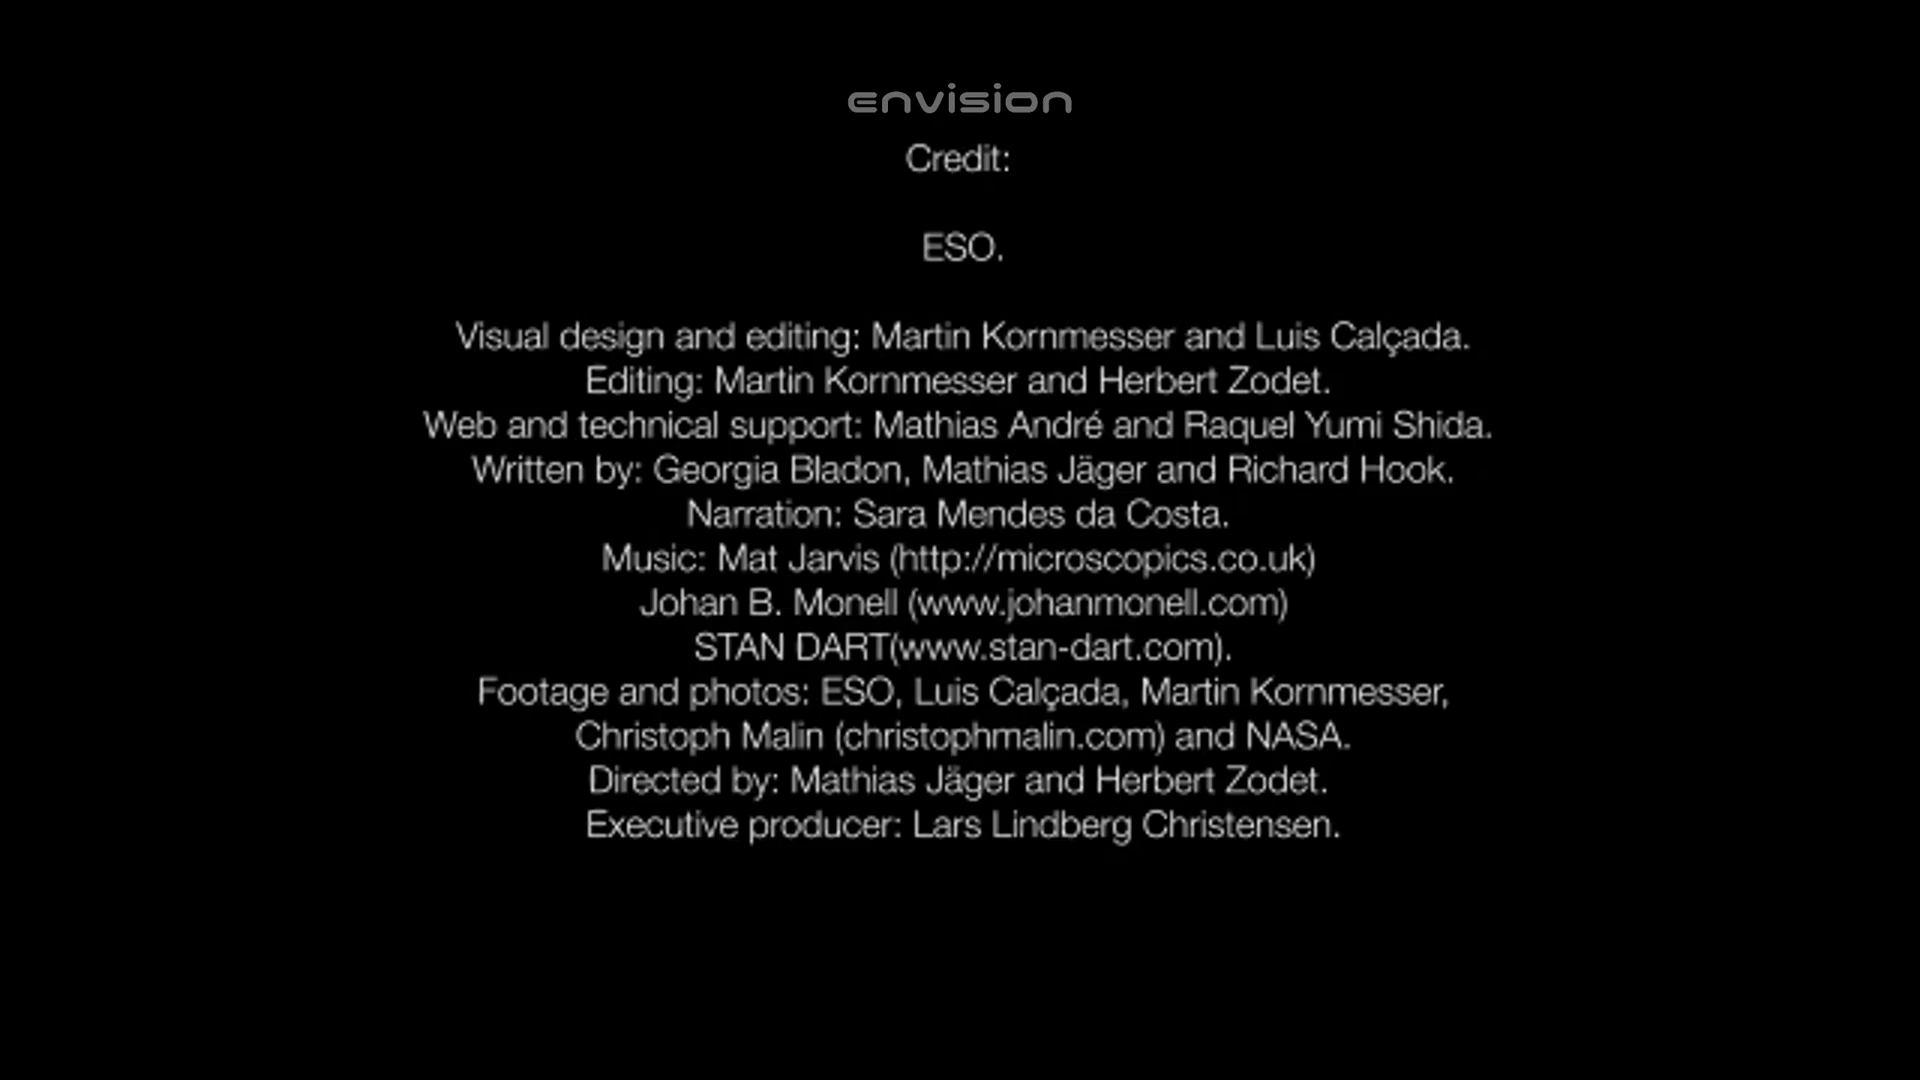 envision
Credit:
ESO.
Visual design and editing: Martin Kornmesser and Luis Calçada.
Editing: Martin Kornmesser and Herbert Zodet.
Web and technical support: Mathias André and Raquel Yumi Shida.
Written by: Georgia Bladon, Mathias Jäger and Richard Hook.
Narration: Sara Mendes da Costa.
Music: Mat Jarvis (http://microscopics.co.uk)
Johan B. Monell (www.johanmonell.com)
STAN DART(www.stan-dart.com).
Footage and photos: ESO, Luis Calçada, Martin Kornmesser,
Christoph Malin (christophmalin.com) and NASA.
Directed by: Mathias Jäger and Herbert Zodet.
Executive producer: Lars Lindberg Christensen.